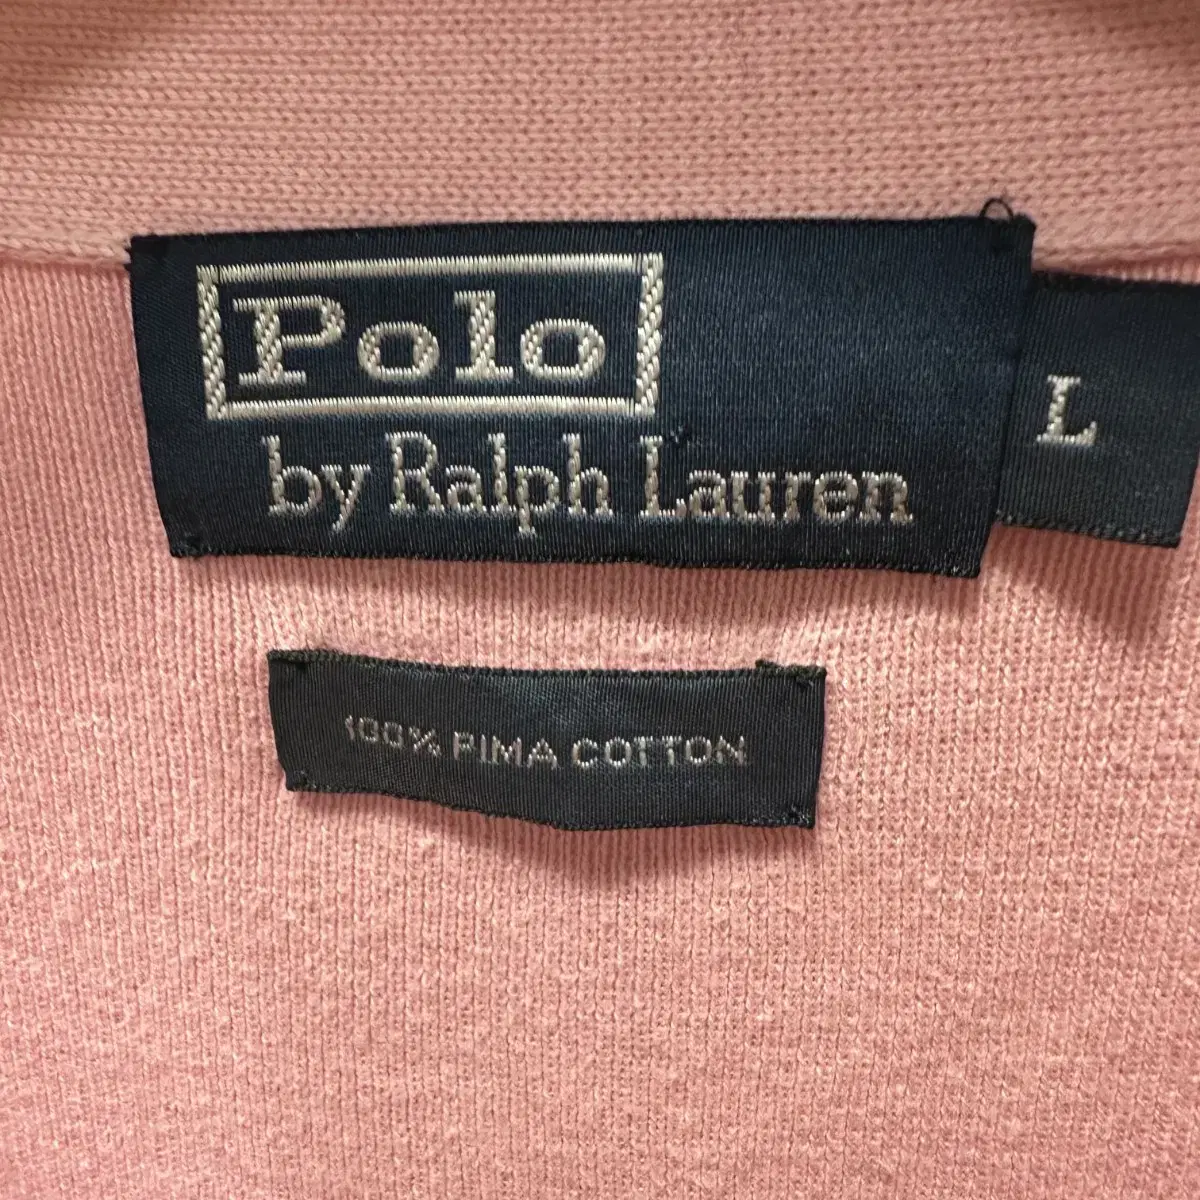 Polo
by Ralph Lauren
L
100% PIMA COTTON